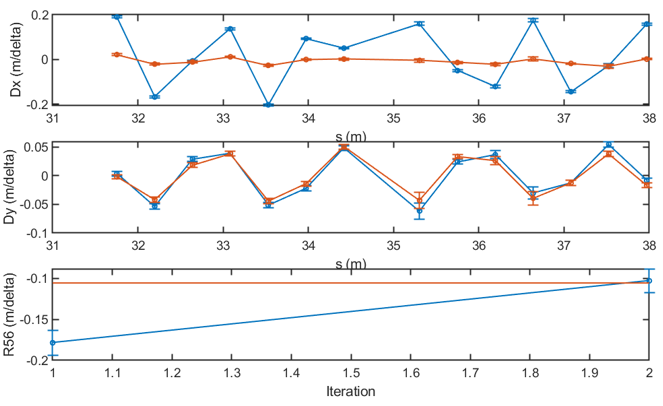 0.2
0
-0.2
Dx (m/delta)
31 32 33 34 35 36 37 38
s (m)
0.05
0
-0.05
-0.1
Dy (m/delta)
31 32 33 34 35 36 37 38
s (m)
-0.1
-0.15
-0.2
R56 (m/delta)
1 1.1 1.2 1.3 1.4 1.5 1.6 1.7 1.8 1.9 2
Iteration